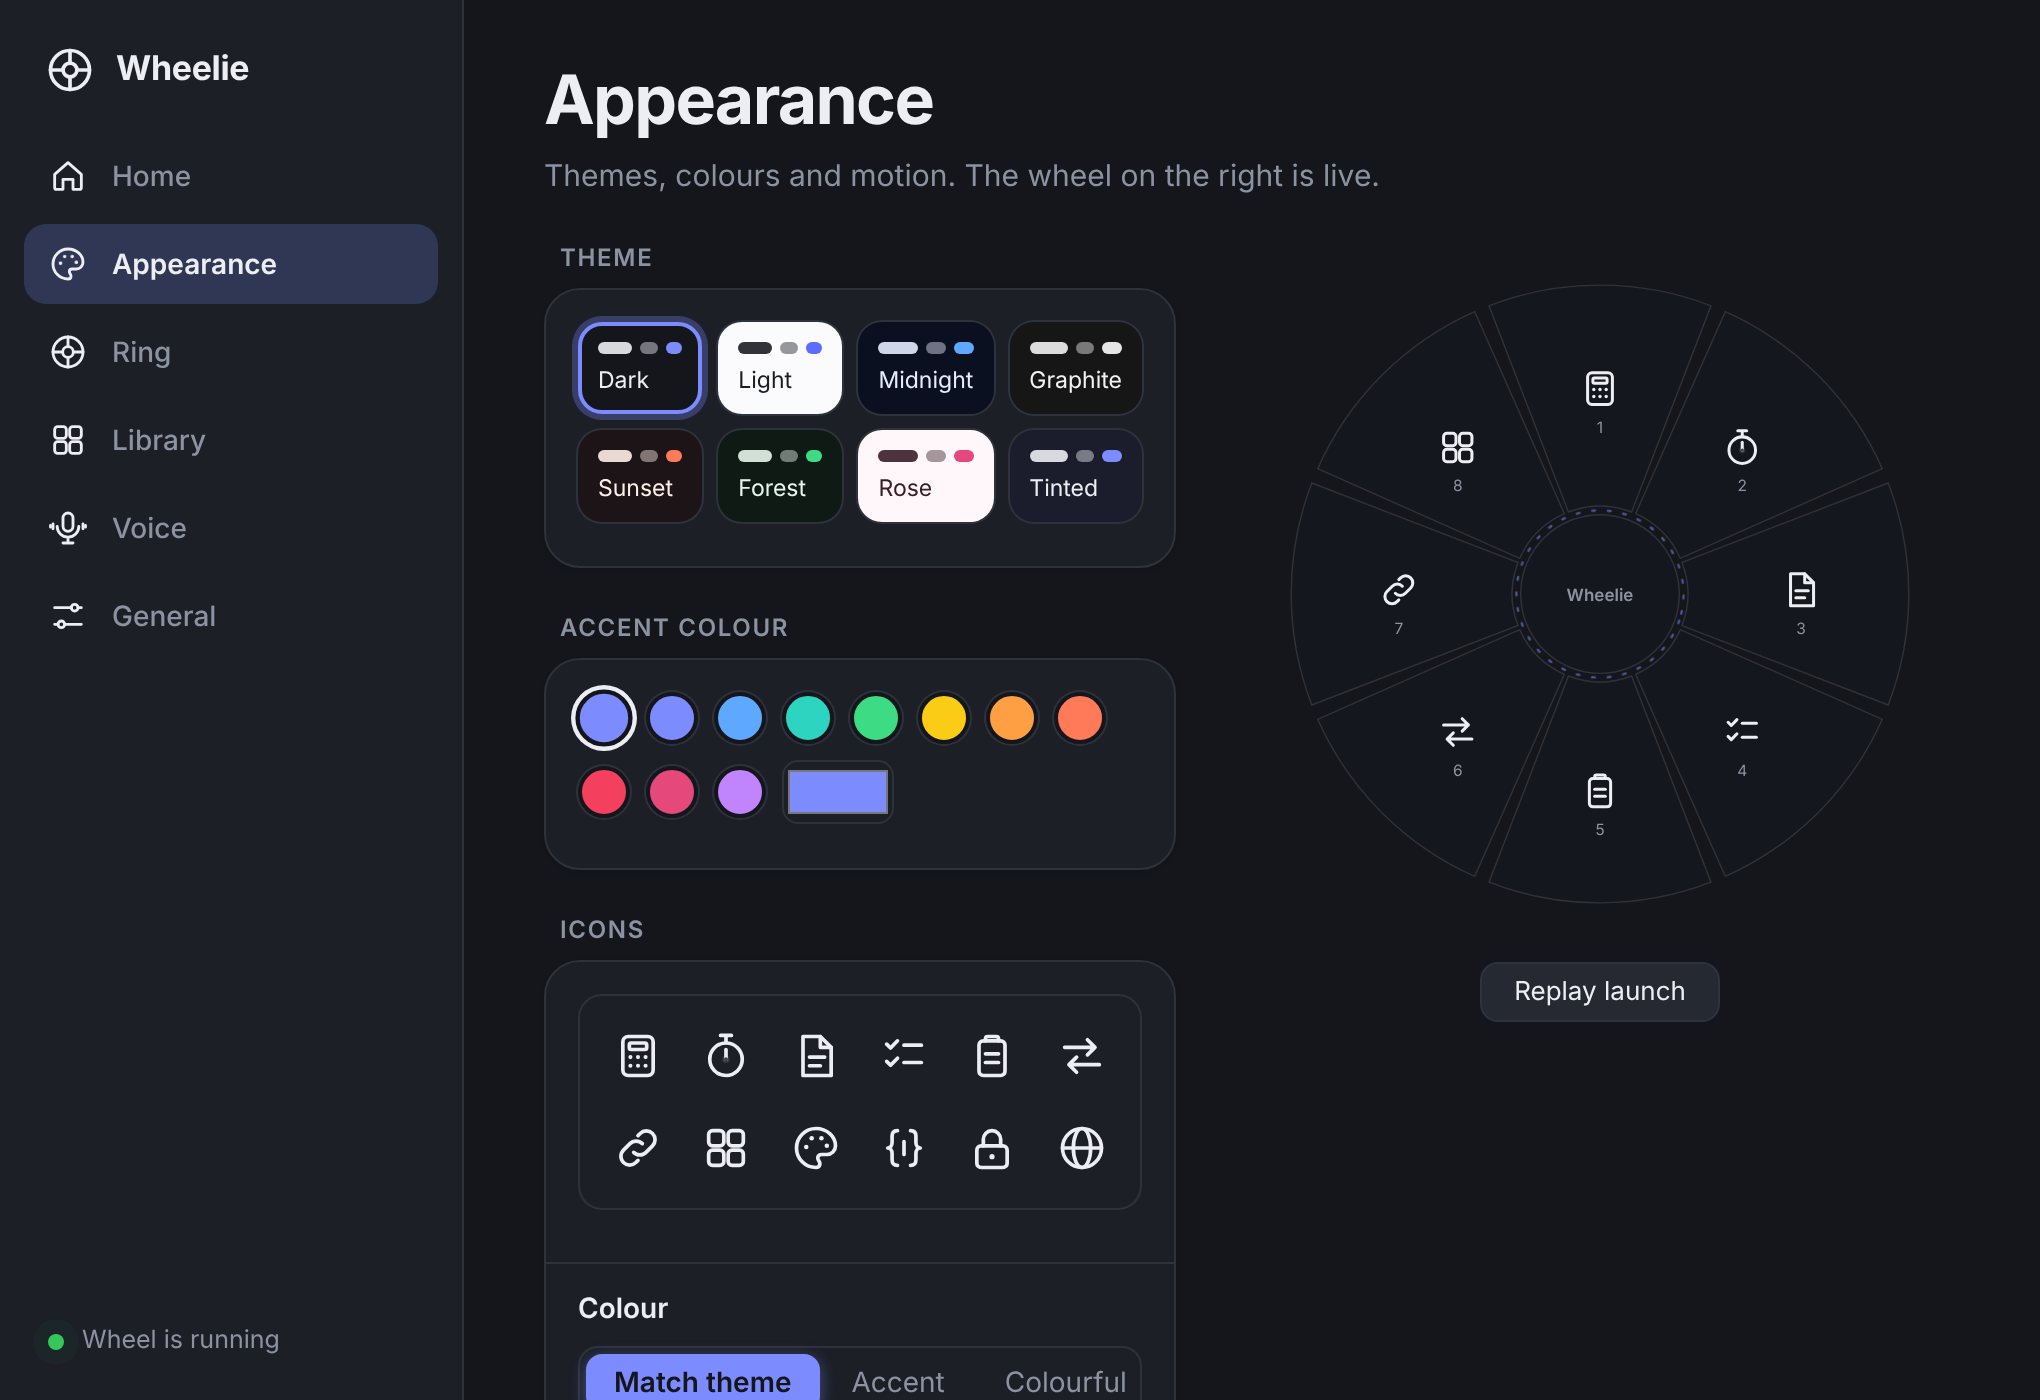 Wheelie
Home
Appearance
Ring
Library
Voice
General
Wheel is running
Appearance
Themes, colours and motion. The wheel on the right is live.
THEME
Dark
Light
Midnight
Graphite
Sunset
Forest
Rose
Tinted
ACCENT COLOUR
ICONS
Colour
Match theme
Accent
Colourful
1
2
3
4
5
6
7
8
Wheelie
Replay launch